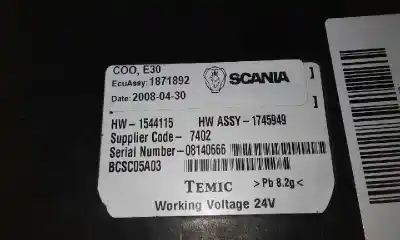 COO, E30
EcuAssy: 1871892
Date: 2008-04-30
SCANIA
HW-1544115 HW ASSY-1745949
Supplier Code- 7402
Serial Number-08140666
BCSC05A03
TEMIC >Pb 8.2g<
Working Voltage 24V